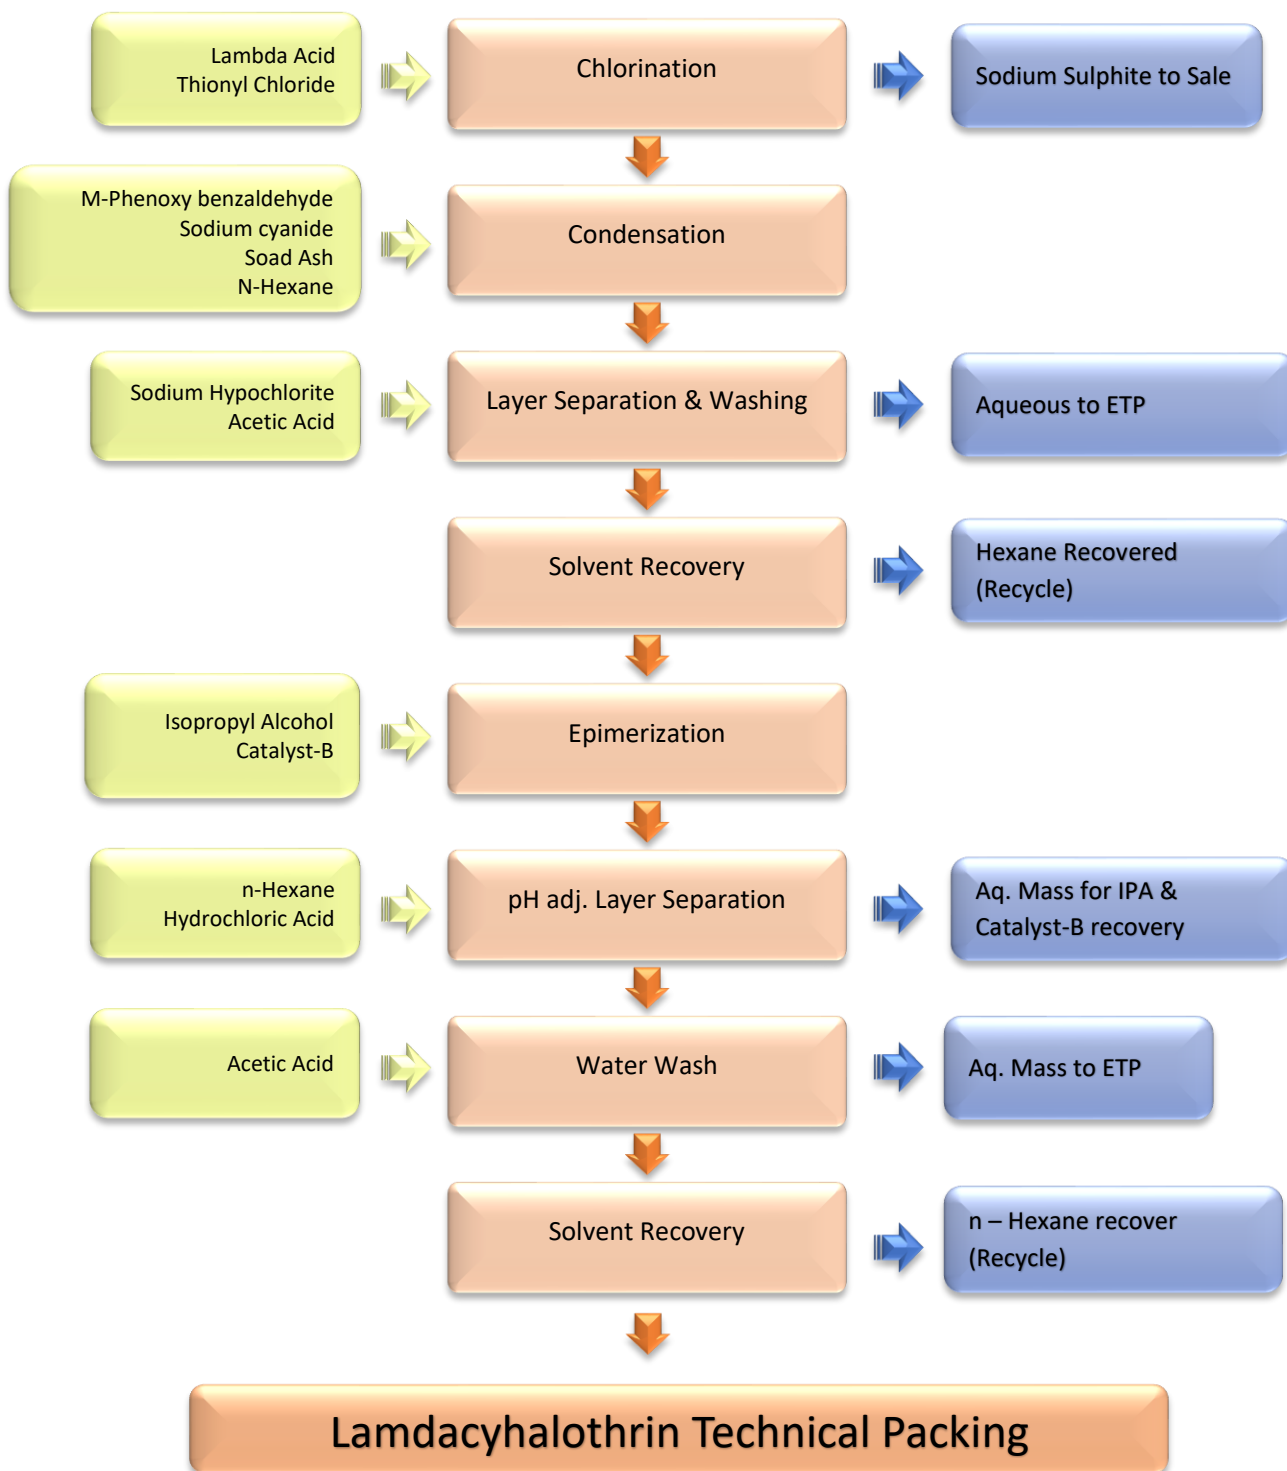 Lambda Acid
Thionyl Chloride
Chlorination
Sodium Sulphite to Sale
M-Phenoxy benzaldehyde
Sodium cyanide
Soad Ash
N-Hexane
Condensation
Sodium Hypochlorite
Acetic Acid
Layer Separation & Washing
Aqueous to ETP
Solvent Recovery
Hexane Recovered
(Recycle)
Isopropyl Alcohol
Catalyst-B
Epimerization
n-Hexane
Hydrochloric Acid
pH adj. Layer Separation
Aq. Mass for IPA &
Catalyst-B recovery
Acetic Acid
Water Wash
Aq. Mass to ETP
Solvent Recovery
n – Hexane recover
(Recycle)
Lamdacyhalothrin Technical Packing